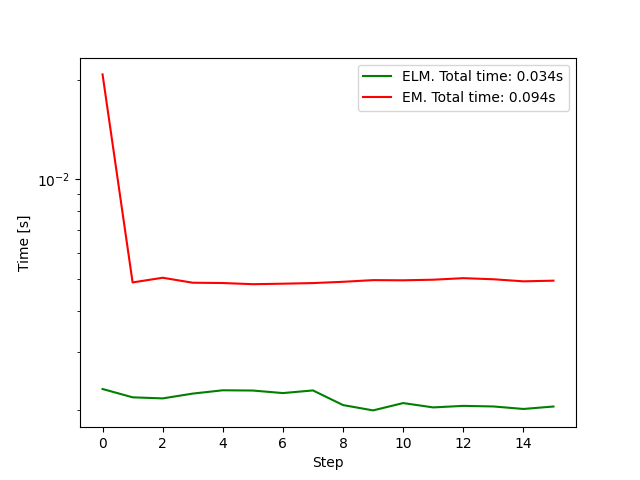 ELM. Total time: 0.034s
EM. Total time: 0.094s
10⁻²
Time [s]
0 2 4 6 8 10 12 14
Step